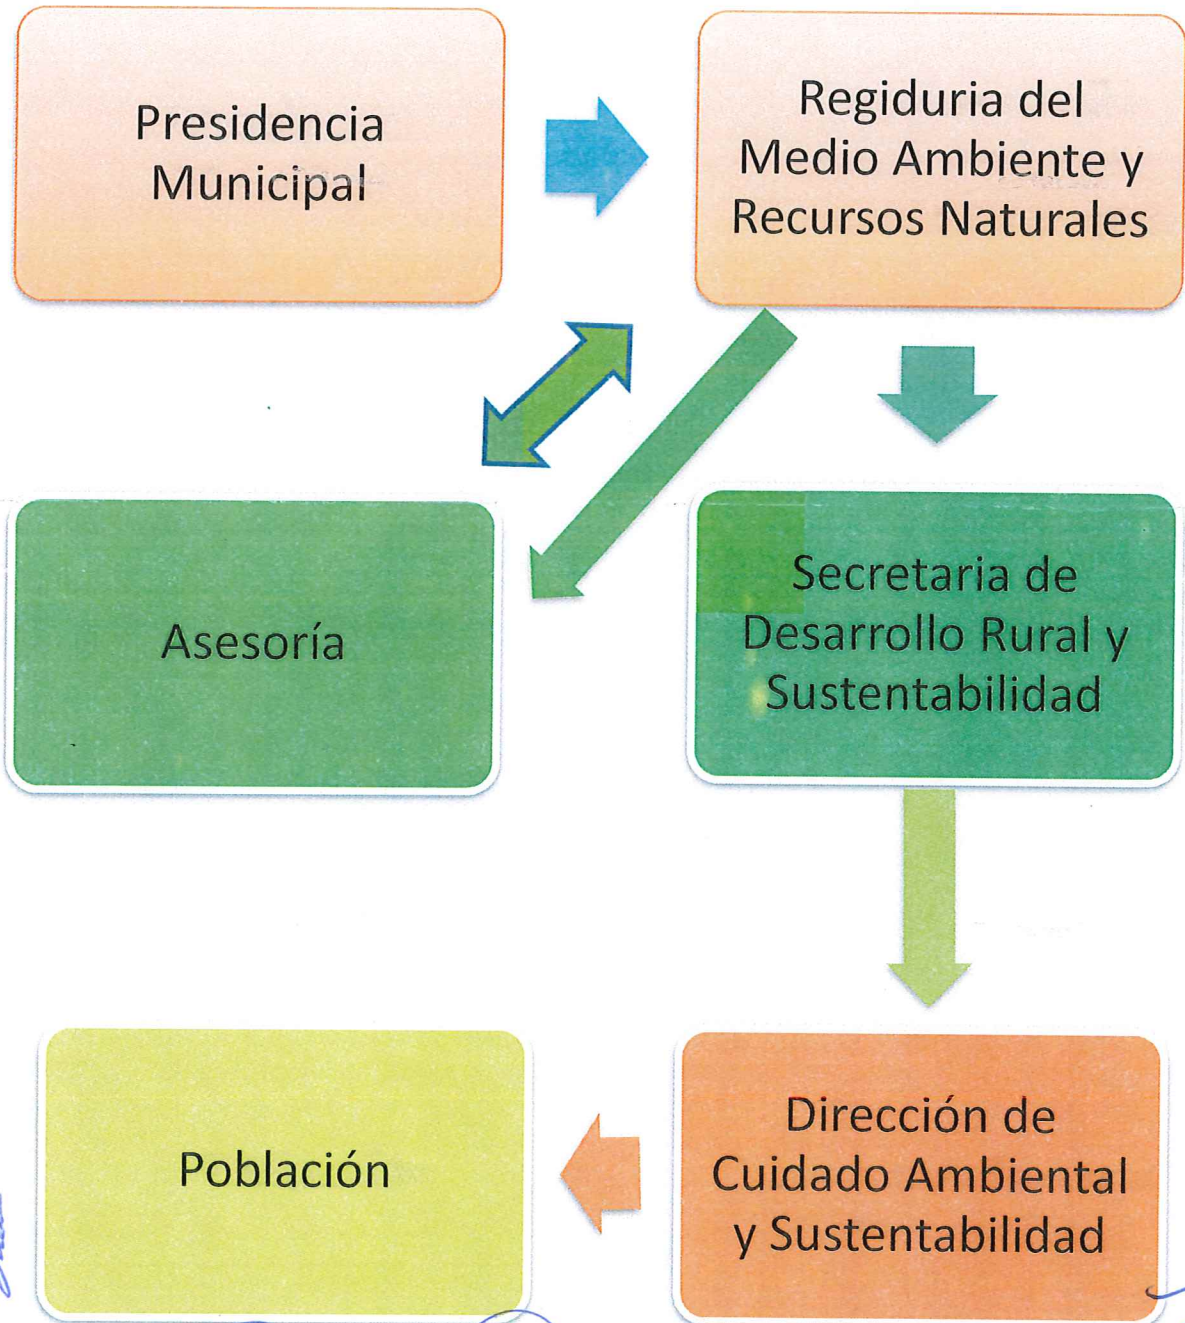 Presidencia
Municipal
Regiduria del
Medio Ambiente y
Recursos Naturales
Asesoría
Secretaria de
Desarrollo Rural y
Sustentabilidad
Población
Dirección de
Cuidado Ambiental
y Sustentabilidad